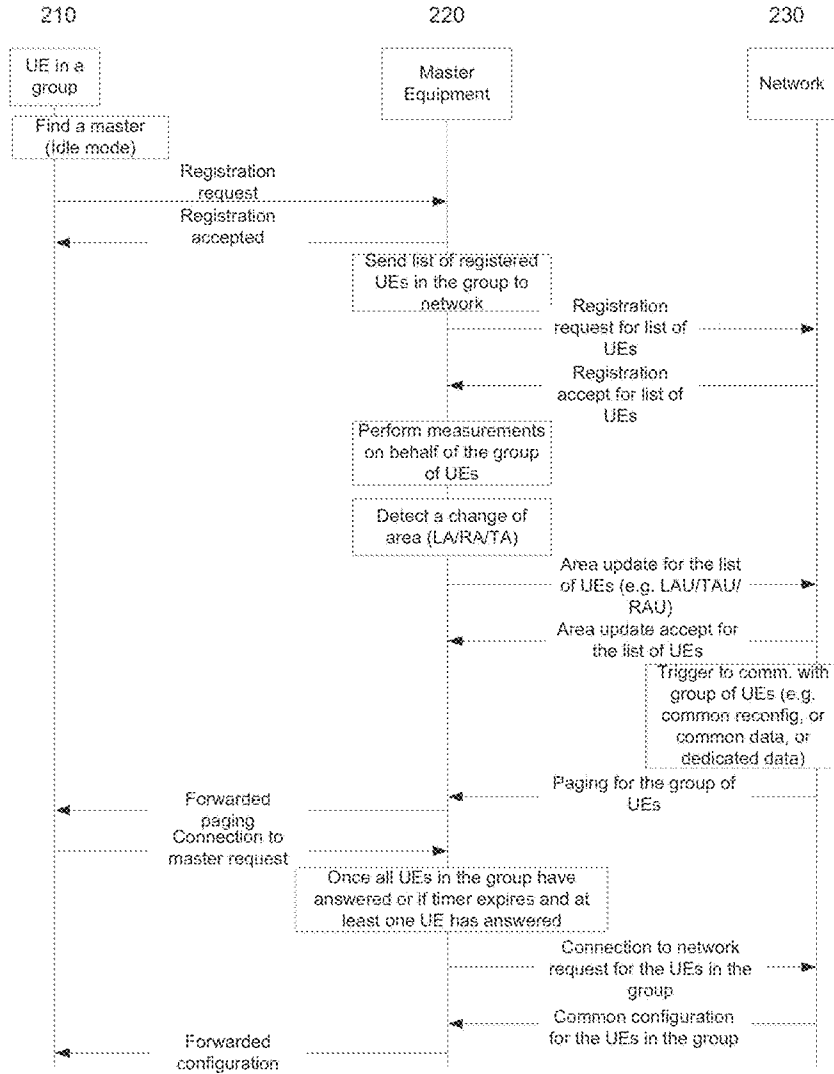 210
220
230
UE in a
group
Master
Equipment
Network
Find a master
(Idle mode)
Registration
request
Registration
accepted
Send list of registered
UEs in the group to
network
Registration
request for list of
UEs
Registration
accept for list of
UEs
Perform measurements
on behalf of the group
of UEs
Detect a change of
area (LA/RA/TA)
Area update for the list
of UEs (e.g. LAU/TAU/
RAU)
Area update accept for
the list of UEs
Trigger to comm. with
group of UEs (e.g.
common reconfig, or
common data, or
dedicated data)
Paging for the group of
UEs
Forwarded
paging
Connection to
master request
Once all UEs in the group have
answered or if timer expires and at
least one UE has answered
Connection to network
request for the UEs in the
group
Common configuration
for the UEs in the group
Forwarded
configuration